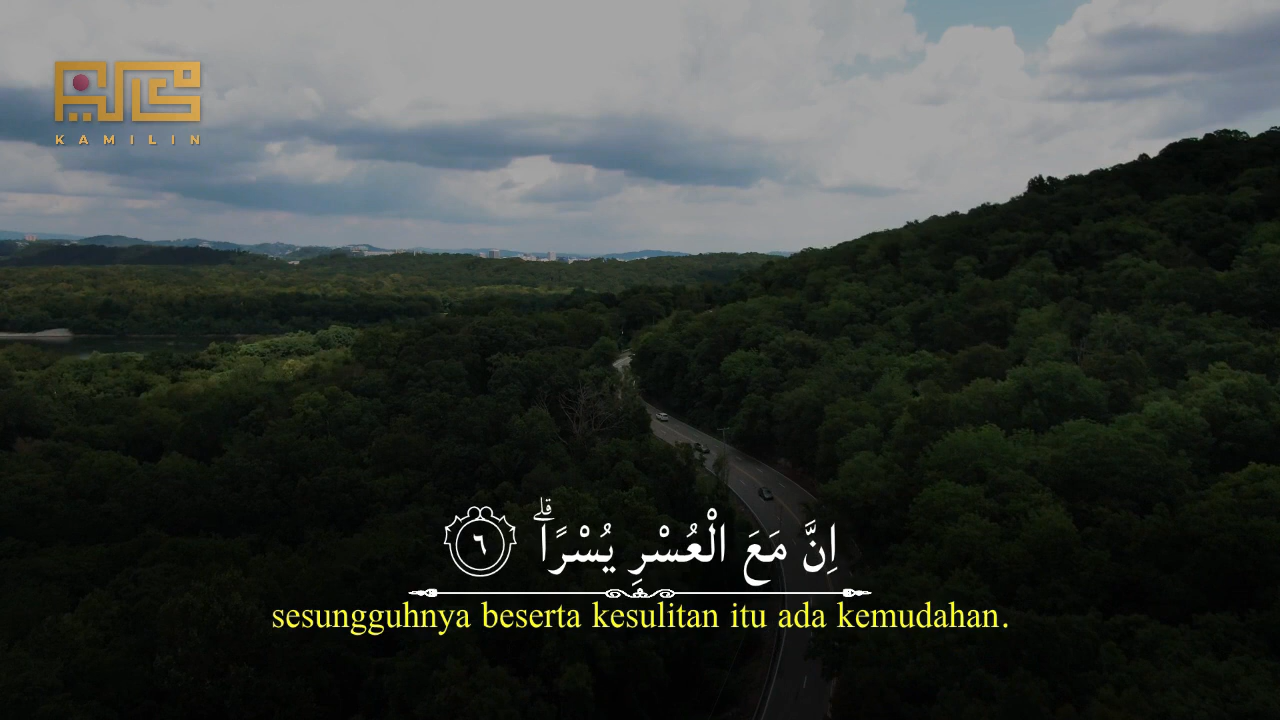 KAMILIN
اِنَّ مَعَ الْعُسْرِ يُسْرًاۗ ٦
sesungguhnya beserta kesulitan itu ada kemudahan.